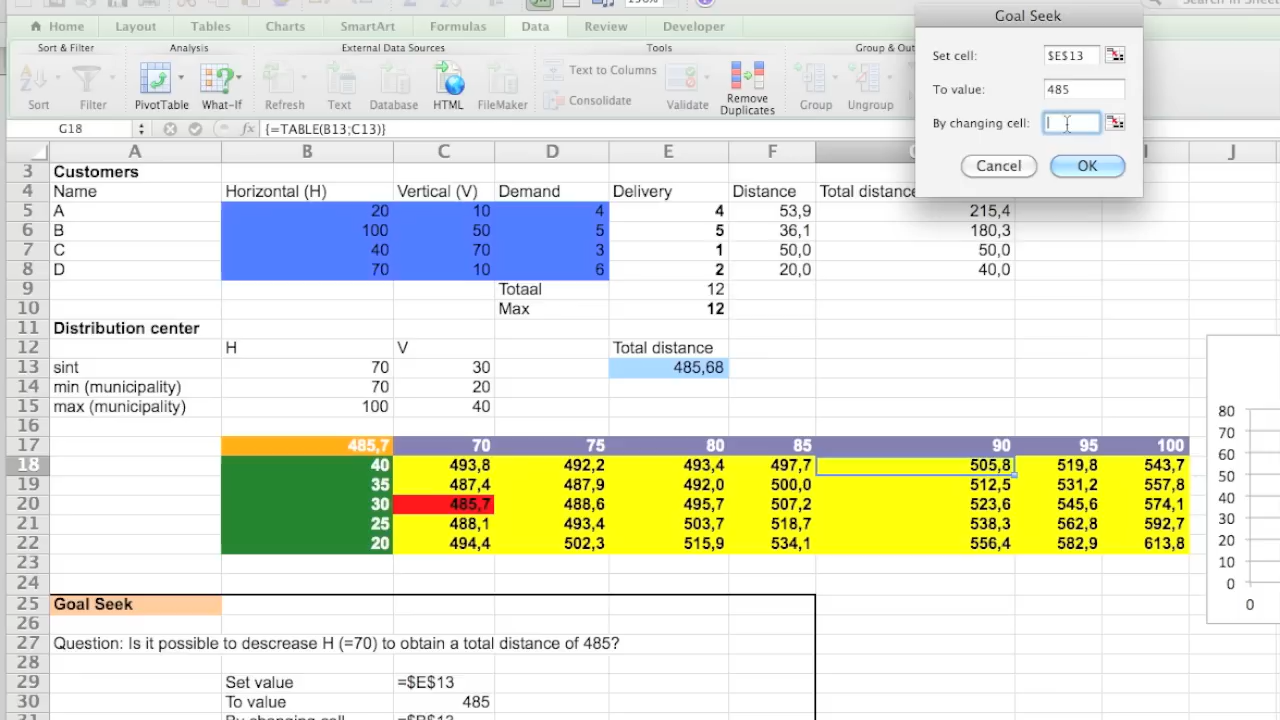 Goal Seek
Set cell: $E$13
To value: 485
By changing cell:
Cancel OK
Home Layout Tables Charts SmartArt Formulas Data Review Developer
Sort & Filter Analysis External Data Sources Tools Group & Out
Sort Filter PivotTable What-If Refresh Text Database HTML FileMaker Text to Columns Consolidate Validate Remove Duplicates Group Ungroup
G18 fx {=TABLE(B13;C13)}
A B C D E F I J
3 Customers
4 Name Horizontal (H) Vertical (V) Demand Delivery Distance Total distance
5 A 20 10 4 4 53,9 215,4
6 B 100 50 5 5 36,1 180,3
7 C 40 70 3 1 50,0 50,0
8 D 70 10 6 2 20,0 40,0
9 Totaal 12
10 Max 12
11 Distribution center
12 H V Total distance
13 sint 70 30 485,68
14 min (municipality) 70 20
15 max (municipality) 100 40
16
17 485,7 70 75 80 85 90 95 100
18 40 493,8 492,2 493,4 497,7 505,8 519,8 543,7
19 35 487,4 487,9 492,0 500,0 512,5 531,2 557,8
20 30 485,7 488,6 495,7 507,2 523,6 545,6 574,1
21 25 488,1 493,4 503,7 518,7 538,3 562,8 592,7
22 20 494,4 502,3 515,9 534,1 556,4 582,9 613,8
23
24
25 Goal Seek
26
27 Question: Is it possible to descrease H (=70) to obtain a total distance of 485?
28
29 Set value =$E$13
30 To value 485
31 By changing cell =$B$13
80
70
60
50
40
30
20
10
0
0